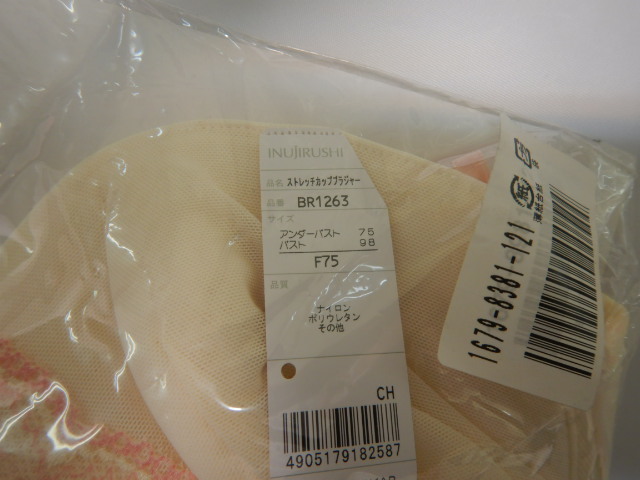 INUJIRUSHI
品名 ストレッチカップブラジャー
品番 BR1263
サイズ
アンダーバスト 75
バスト 98
F75
品質
ナイロン
ポリウレタン
その他
CH
4905179182587
1679-8381-121